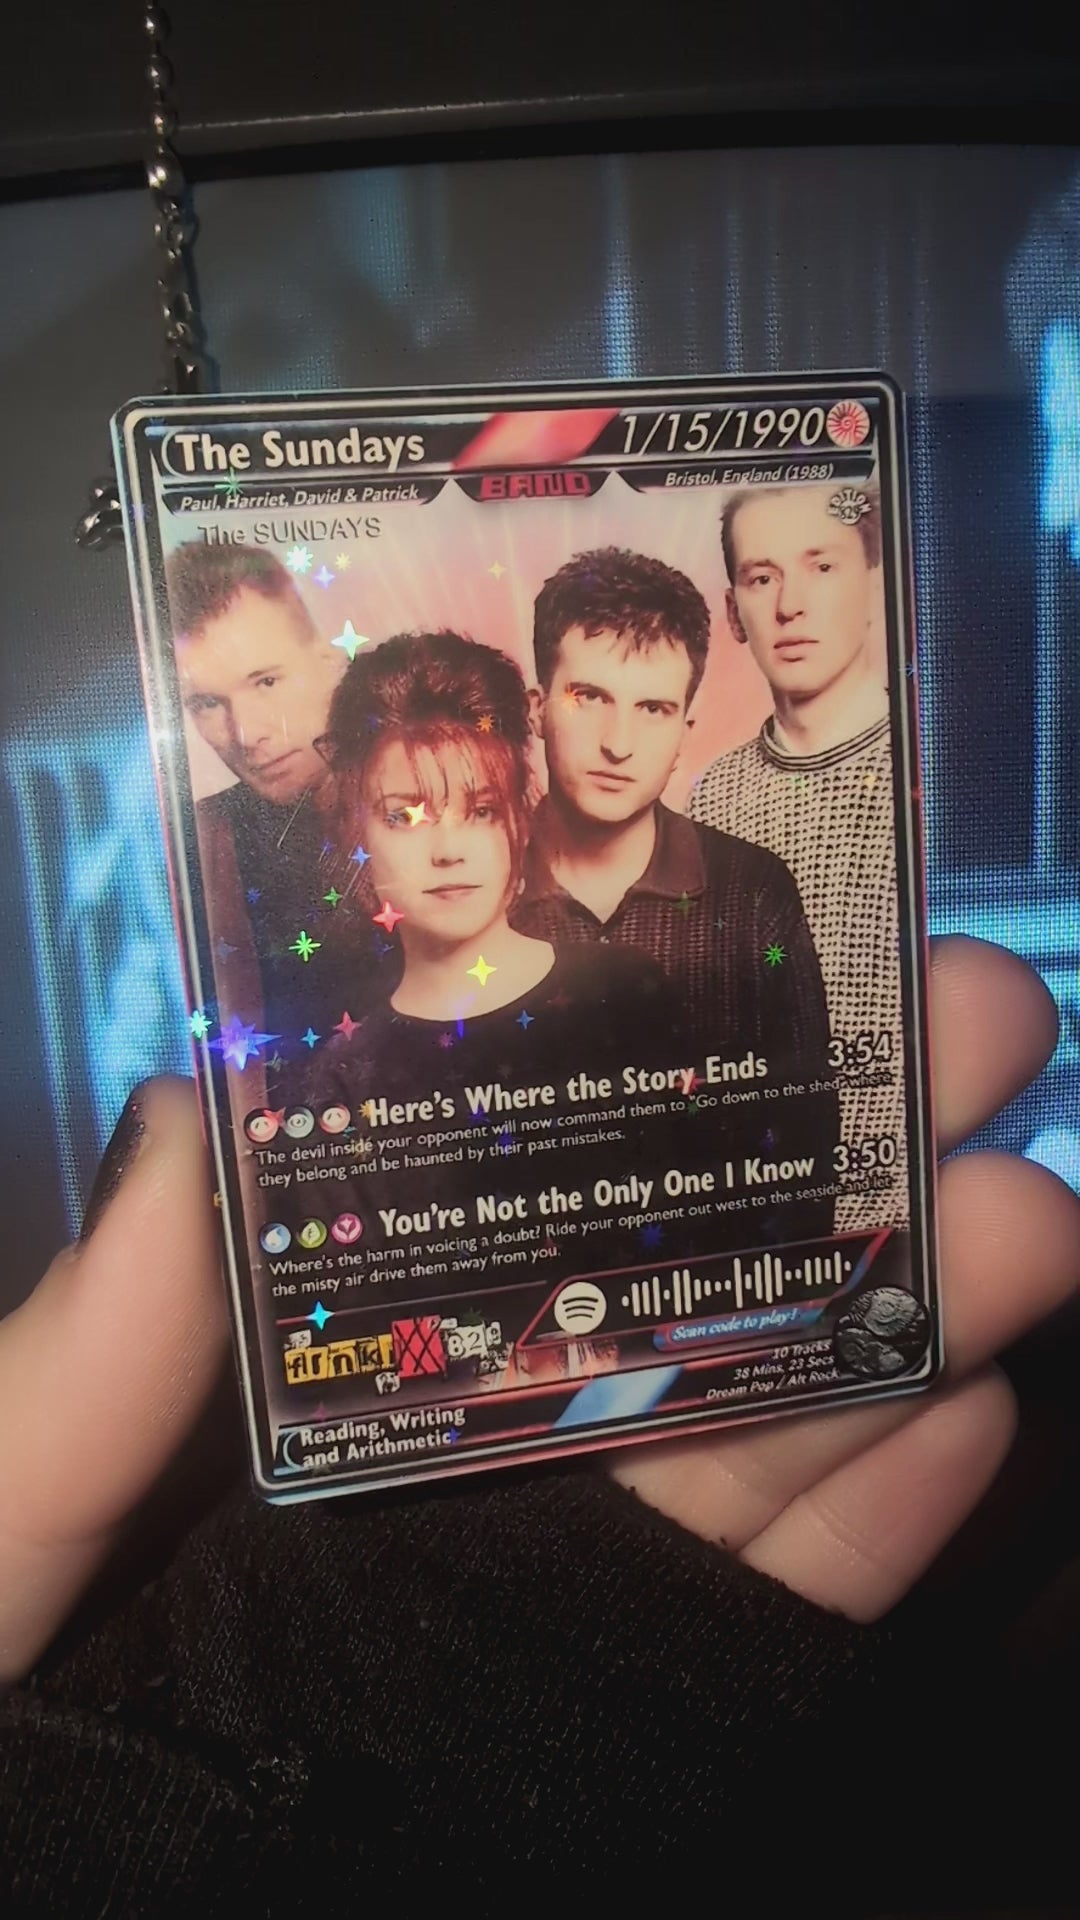 The Sundays
1/15/1990
Paul, Harriet, David & Patrick
BAND
Bristol, England (1988)
The SUNDAYS
EDITION
Here's Where the Story Ends
3:54
The devil inside your opponent will now command them to "Go down to the shed" where
they belong and be haunted by their past mistakes.
You're Not the Only One I Know
3:50
Where's the harm in voicing a doubt? Ride your opponent out west to the seaside and let
the misty air drive them away from you.
Scan code to play!
10 Tracks
38 Mins, 23 Secs
Dream Pop / Alt Rock
Reading, Writing
and Arithmetic